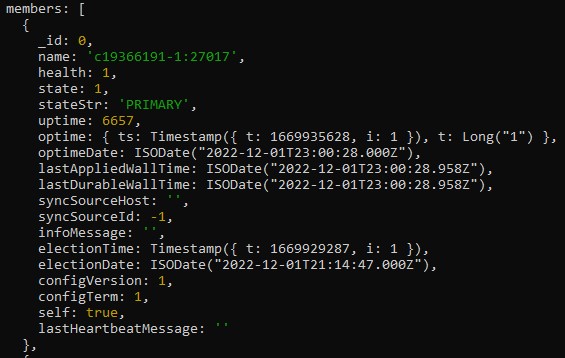 members: [
{
_id: 0,
name: 'c19366191-1:27017',
health: 1,
state: 1,
stateStr: 'PRIMARY',
uptime: 6657,
optime: { ts: Timestamp({ t: 1669935628, i: 1 }), t: Long("1") },
optimeDate: ISODate("2022-12-01T23:00:28.000Z"),
lastAppliedWallTime: ISODate("2022-12-01T23:00:28.958Z"),
lastDurableWallTime: ISODate("2022-12-01T23:00:28.958Z"),
syncSourceHost: '',
syncSourceId: -1,
infoMessage: '',
electionTime: Timestamp({ t: 1669929287, i: 1 }),
electionDate: ISODate("2022-12-01T21:14:47.000Z"),
configVersion: 1,
configTerm: 1,
self: true,
lastHeartbeatMessage: ''
},
{